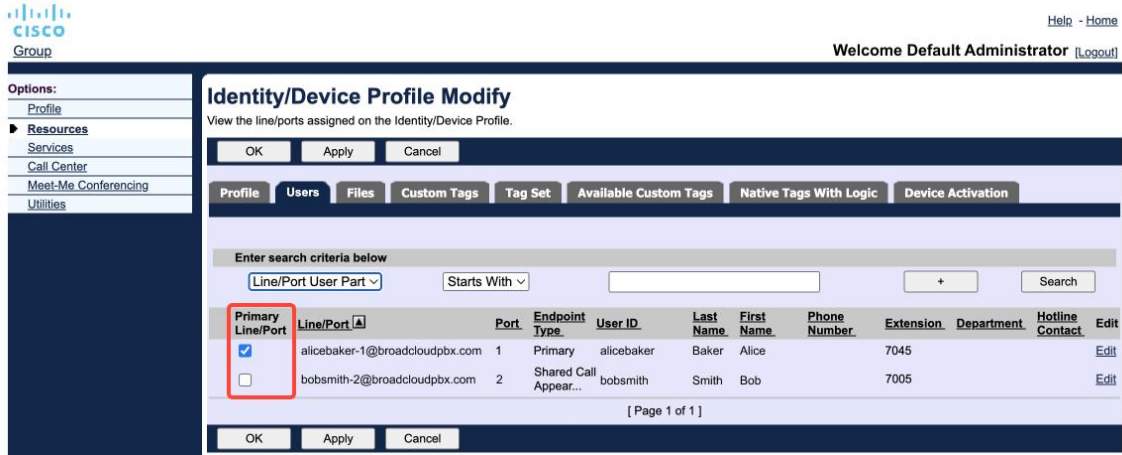 CISCO
Help - Home
Group
Welcome Default Administrator [Logout]
Options:
Profile
Resources
Services
Call Center
Meet-Me Conferencing
Utilities
Identity/Device Profile Modify
View the line/ports assigned on the Identity/Device Profile.
OK Apply Cancel
Profile Users Files Custom Tags Tag Set Available Custom Tags Native Tags With Logic Device Activation
Enter search criteria below
Line/Port User Part Starts With + Search
Primary Line/Port Line/Port Port Endpoint Type User ID Last Name First Name Phone Number Extension Department Hotline Contact Edit
alicebaker-1@broadcloudpbx.com 1 Primary alicebaker Baker Alice 7045 Edit
bobsmith-2@broadcloudpbx.com 2 Shared Call Appear... bobsmith Smith Bob 7005 Edit
[ Page 1 of 1 ]
OK Apply Cancel